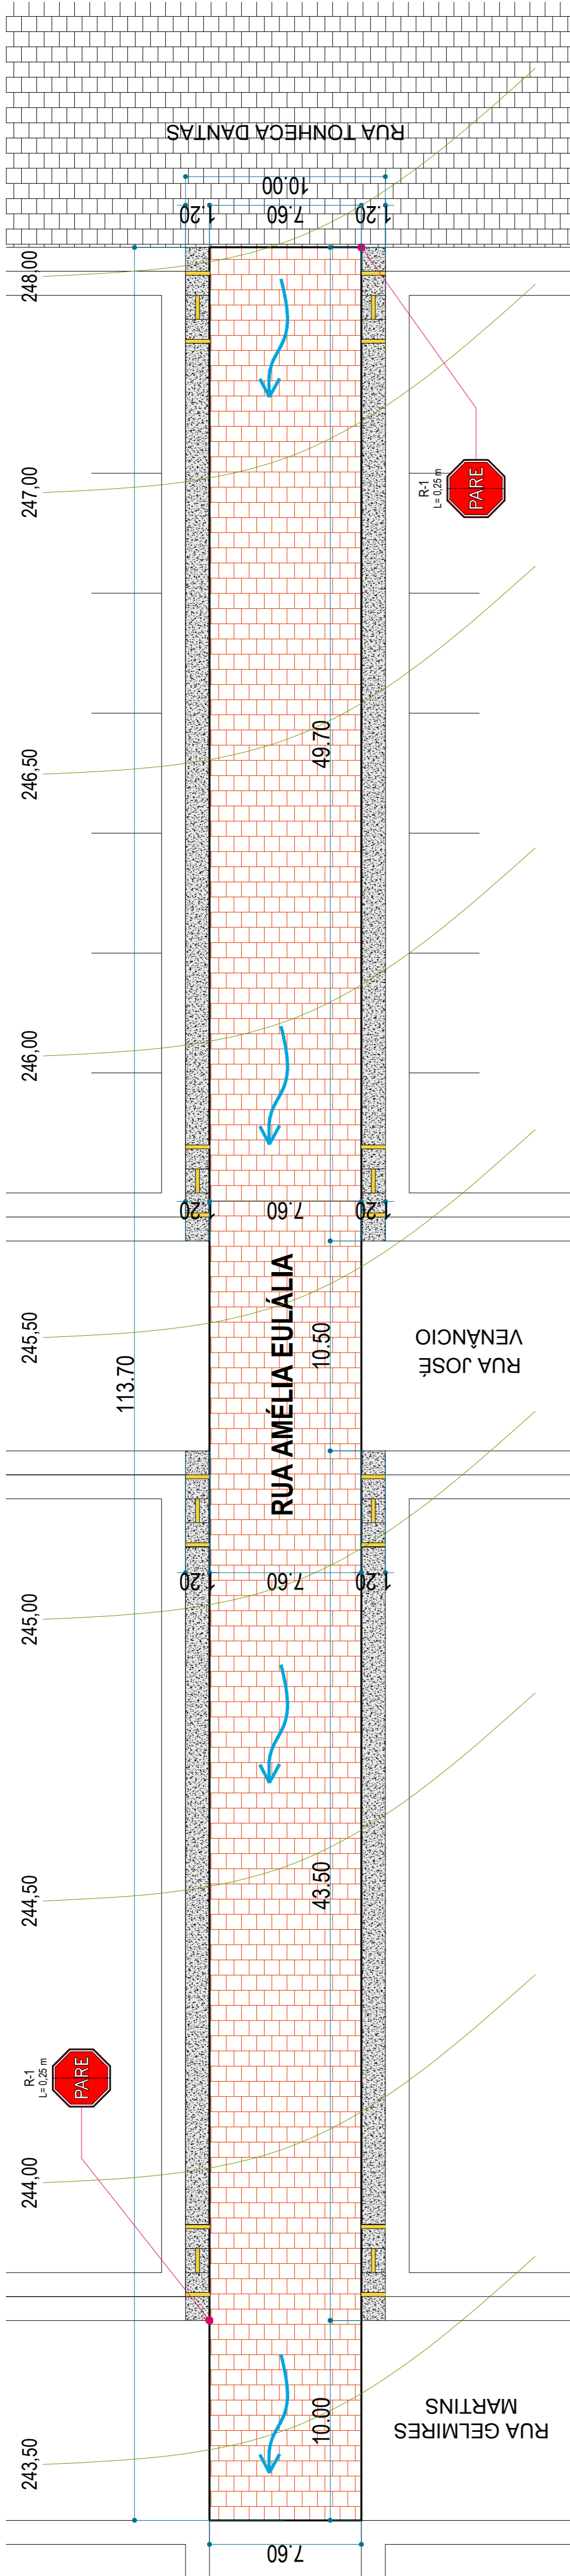 RUA TONHECA DANTAS
10.00
1.20
7.60
1.20
248,00
247,00
R-1
L= 0,25 m
PARE
49.70
246,50
246,00
1.20
7.60
1.20
RUA AMÉLIA EULÁLIA
10.50
RUA JOSÉ
VENÂNCIO
245,50
113.70
1.20
7.60
1.20
245,00
43.50
244,50
R-1
L= 0,25 m
PARE
244,00
10.00
RUA GELMIRES
MARTINS
243,50
7.60